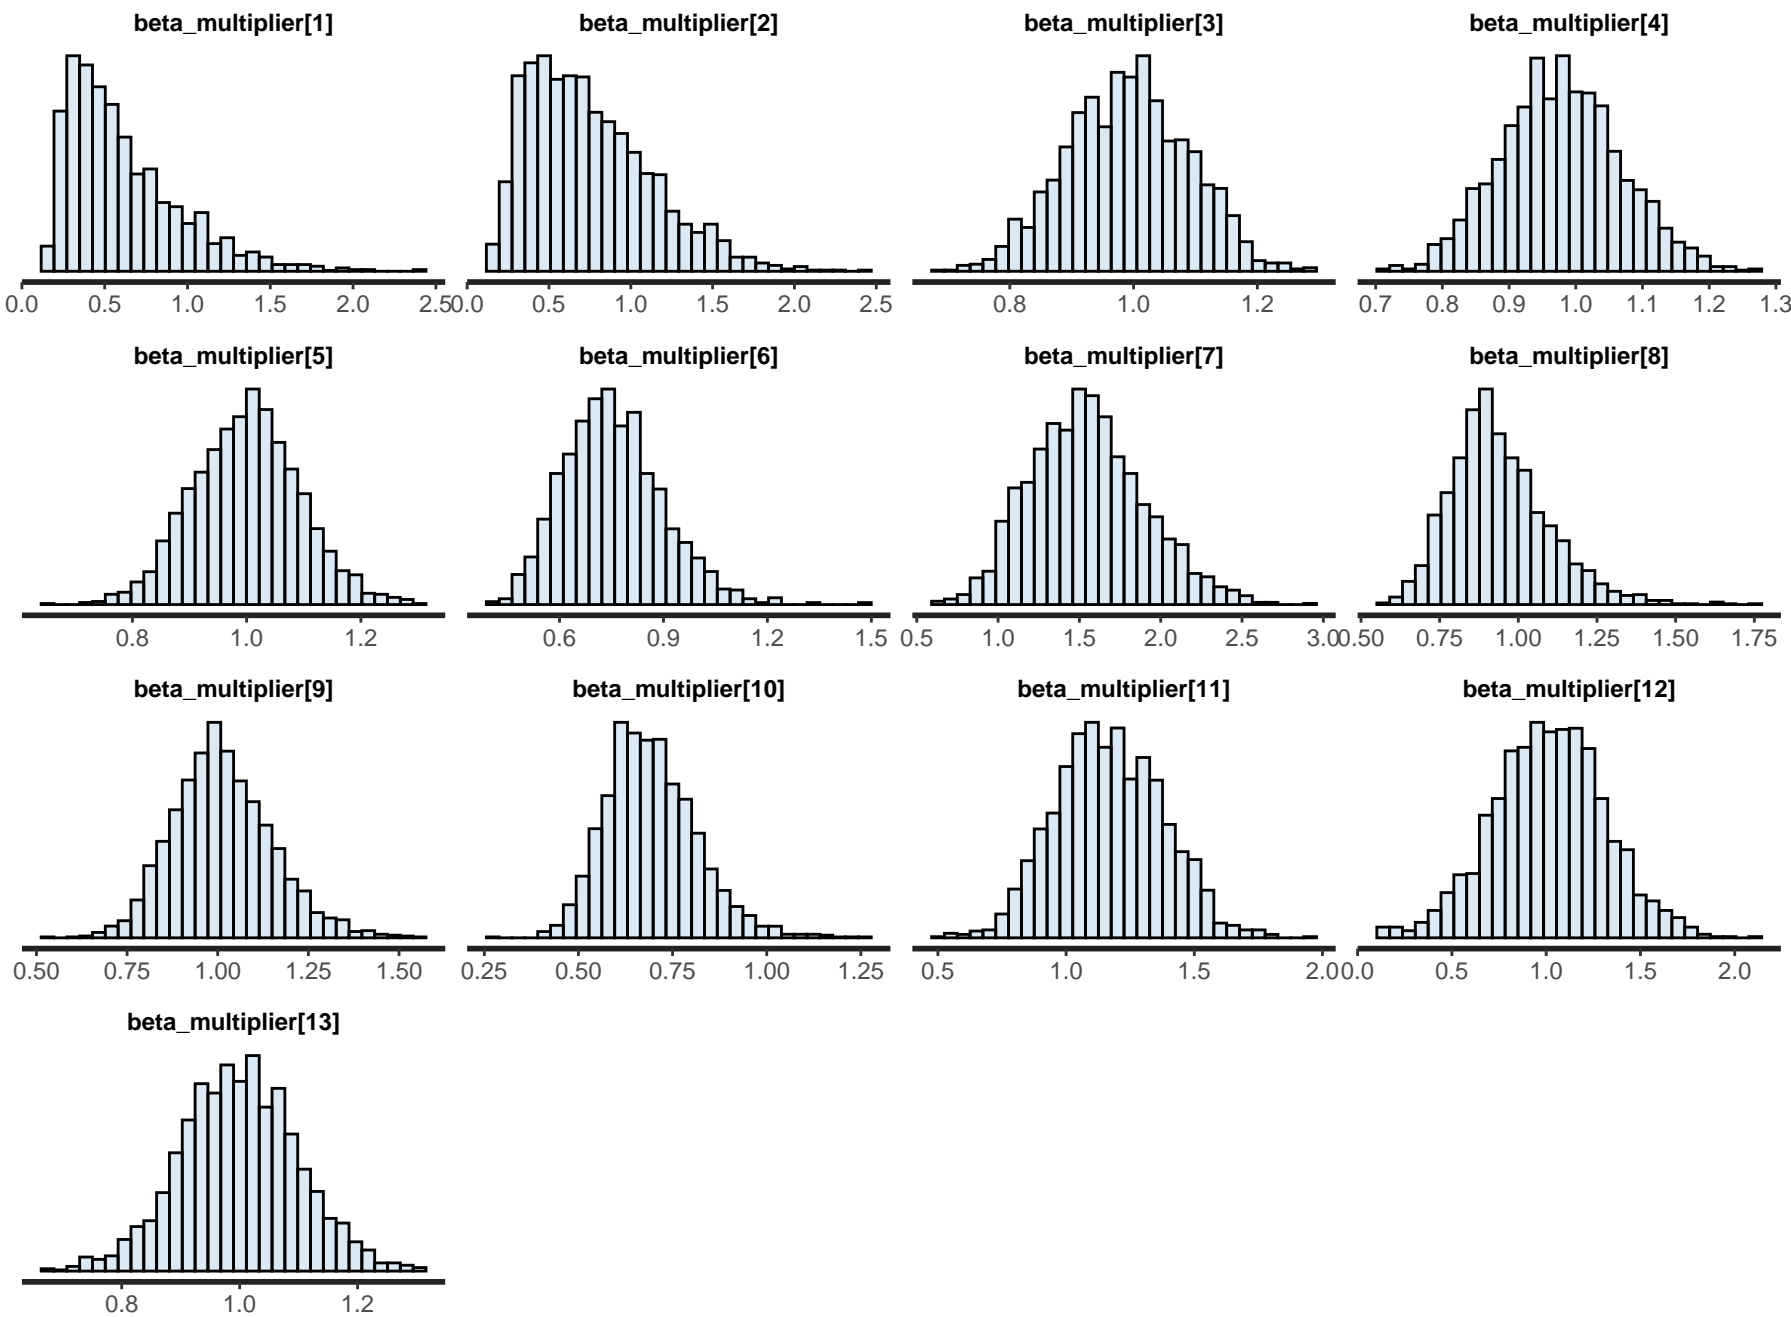 beta_multiplier[1] beta_multiplier[2] beta_multiplier[3] beta_multiplier[4]
0.0 0.5 1.0 1.5 2.0 2.5 0.0 0.5 1.0 1.5 2.0 2.5 0.8 1.0 1.2 0.7 0.8 0.9 1.0 1.1 1.2 1.3
beta_multiplier[5] beta_multiplier[6] beta_multiplier[7] beta_multiplier[8]
0.8 1.0 1.2 0.6 0.9 1.2 1.5 0.5 1.0 1.5 2.0 2.5 3.0 0.50 0.75 1.00 1.25 1.50 1.75
beta_multiplier[9] beta_multiplier[10] beta_multiplier[11] beta_multiplier[12]
0.50 0.75 1.00 1.25 1.50 0.25 0.50 0.75 1.00 1.25 0.5 1.0 1.5 2.0 0.0 0.5 1.0 1.5 2.0
beta_multiplier[13]
0.8 1.0 1.2